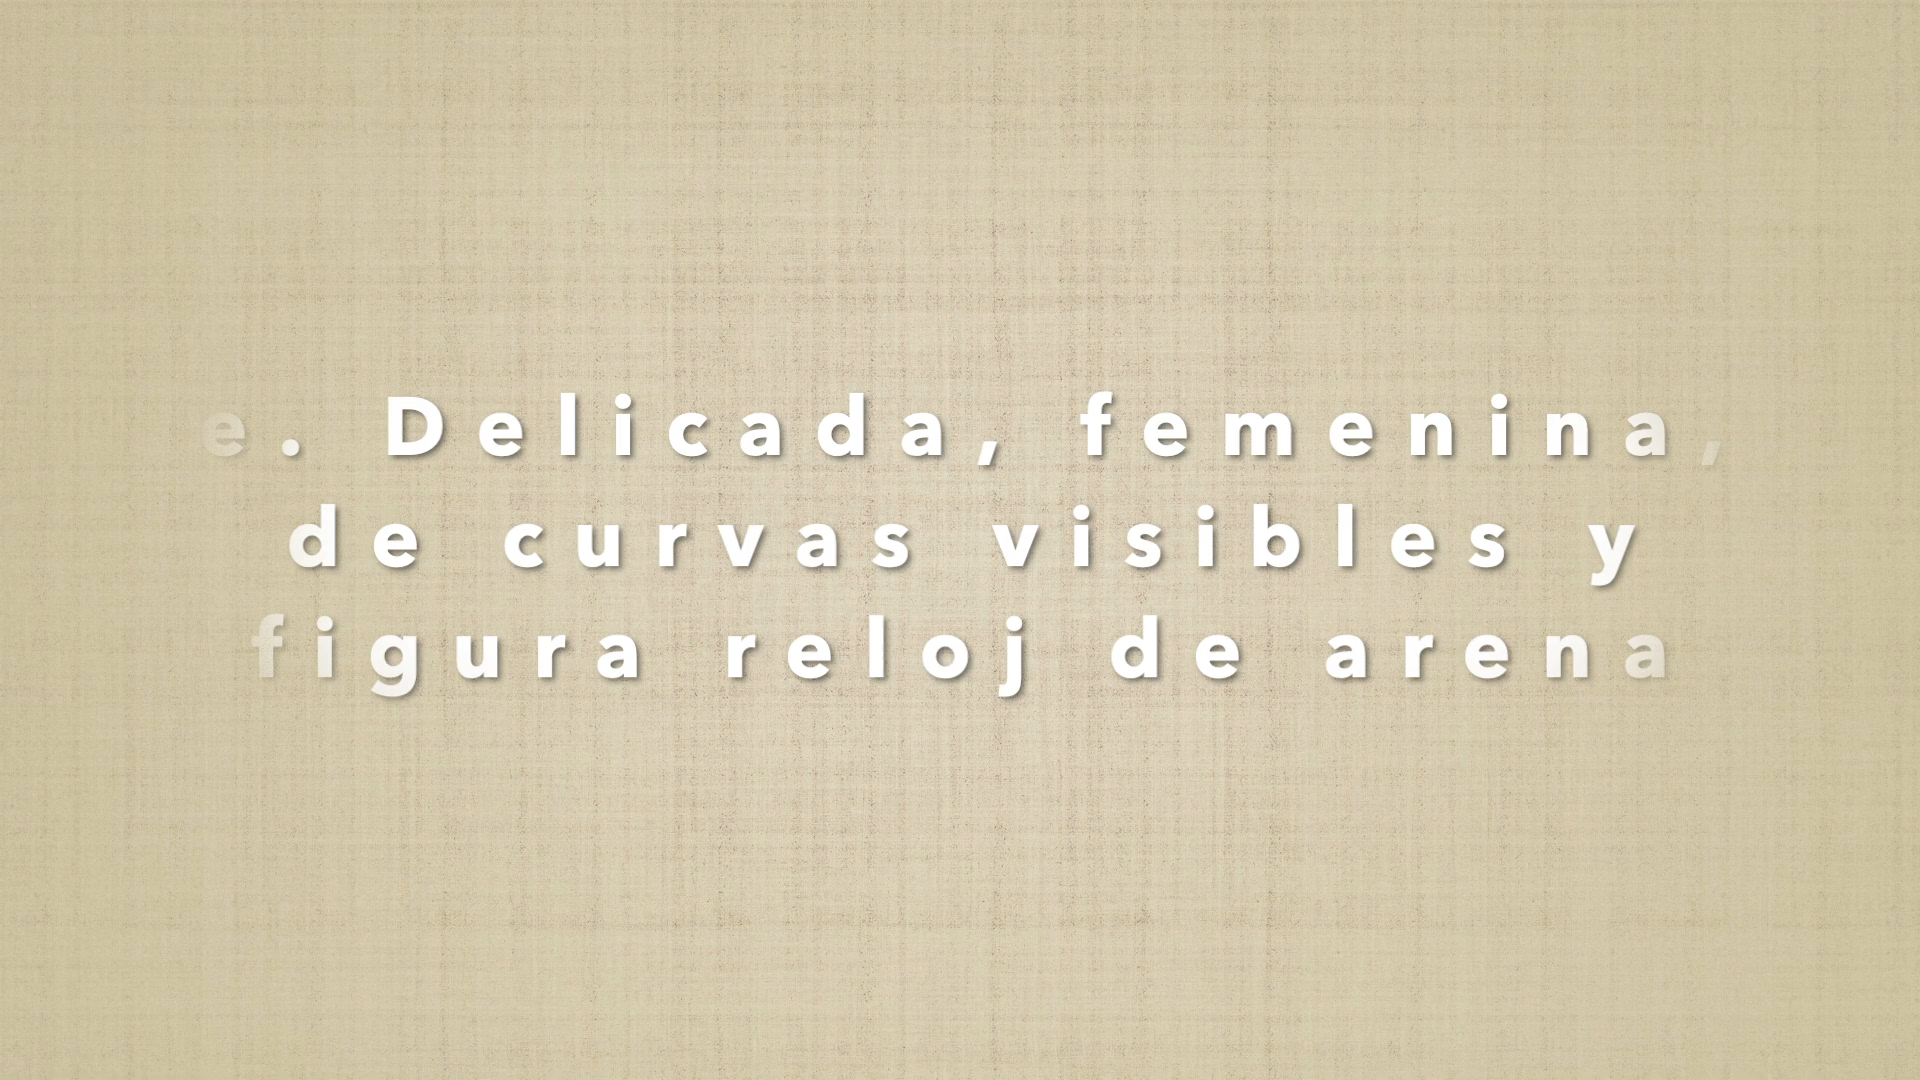 e. Delicada, femenina,
de curvas visibles y
figura reloj de arena